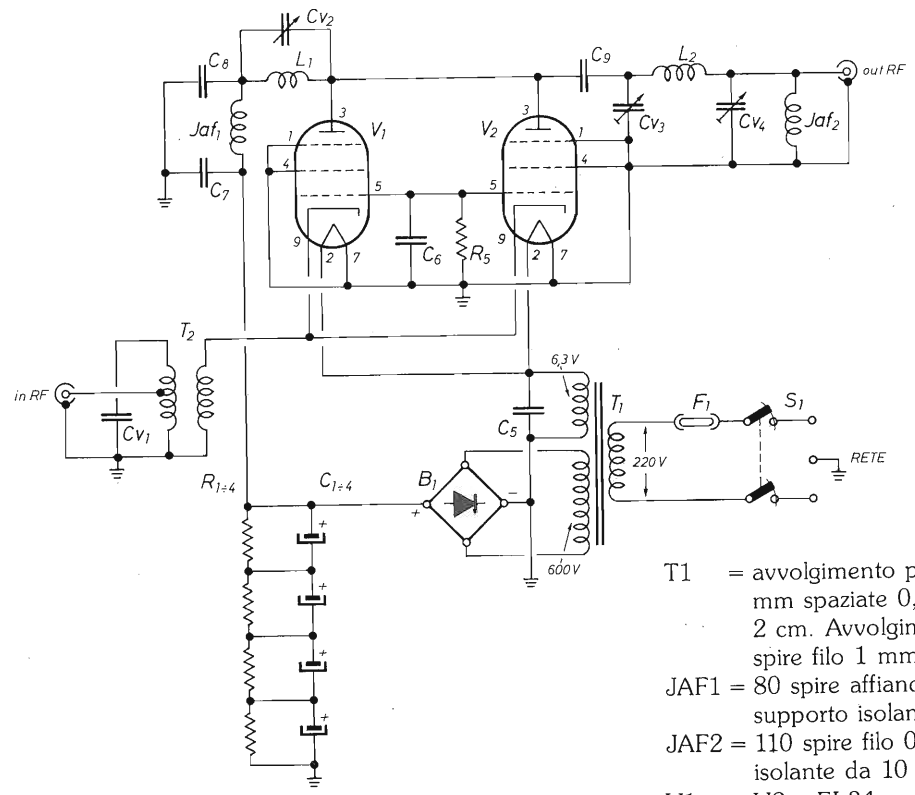 Cv2
C8
L1
C9
L2
out RF
Jaf1
3
V1
V2
3
Cv3
Cv4
Jaf2
1
4
1
4
C7
5
5
C6
R5
9
2
7
9
2
7
T2
6,3 V
in RF
Cv1
C5
T1
F1
S1
220 V
RETE
R1÷4
C1÷4
B1
+
−
600V
+
+
+
+
T1 = avvolgimento p
mm spaziate 0,
2 cm. Avvolgin
spire filo 1 mm
JAF1 = 80 spire affianc
supporto isolan
JAF2 = 110 spire filo 0
isolante da 10